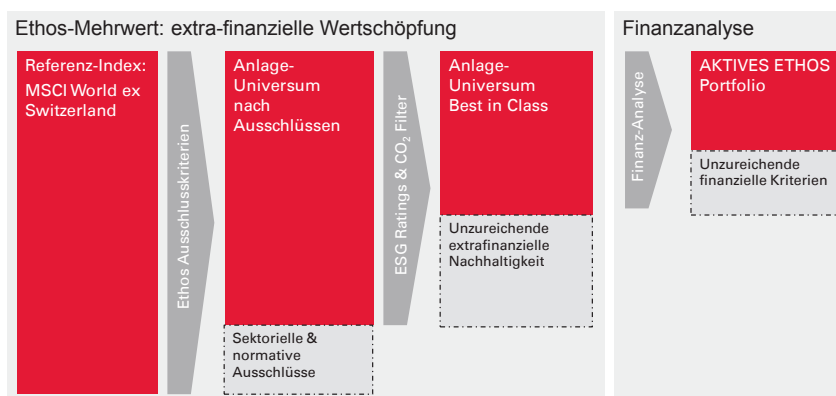 Ethos-Mehrwert: extra-finanzielle Wertschöpfung
Referenz-Index:
MSCI World ex
Switzerland
Ethos Ausschlusskriterien
Anlage-
Universum
nach
Ausschlüssen
Sektorielle &
normative
Ausschlüsse
ESG Ratings & CO₂ Filter
Anlage-
Universum
Best in Class
Unzureichende
extrafinanzielle
Nachhaltigkeit
Finanzanalyse
Finanz-Analyse
AKTIVES ETHOS
Portfolio
Unzureichende
finanzielle Kriterien